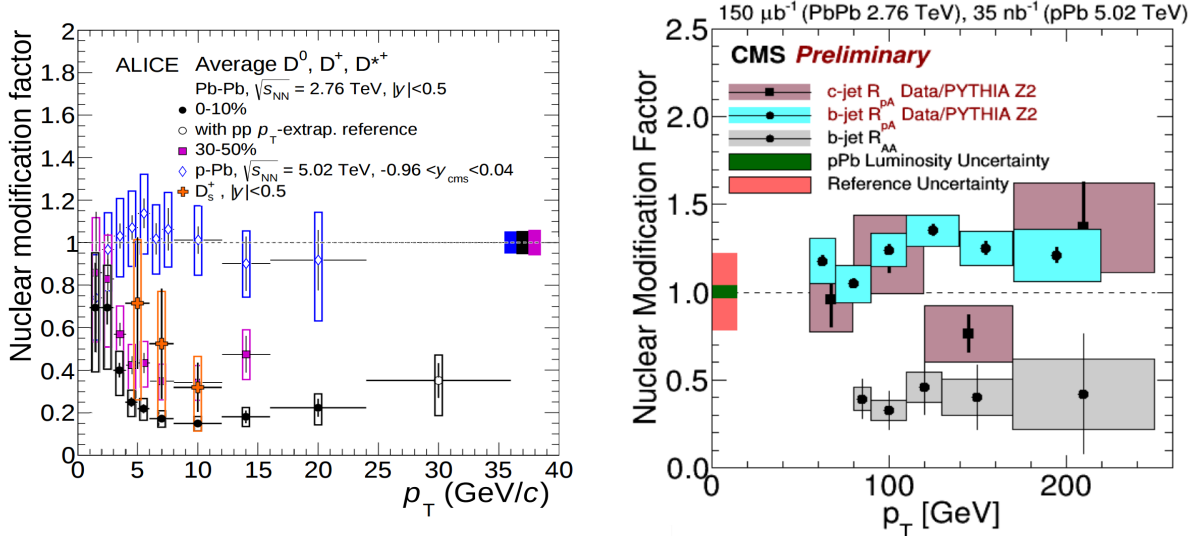 Nuclear modification factor
2
1.8
1.6
1.4
1.2
1
0.8
0.6
0.4
0.2
0
ALICE Average D⁰, D⁺, D*⁺
Pb-Pb, √sNN = 2.76 TeV, |y|<0.5
0-10%
with pp pT-extrap. reference
30-50%
p-Pb, √sNN = 5.02 TeV, -0.96 <ycms<0.04
Ds⁺, |y|<0.5
0 5 10 15 20 25 30 35 40
pT (GeV/c)
150 μb⁻¹ (PbPb 2.76 TeV), 35 nb⁻¹ (pPb 5.02 TeV)
Nuclear Modification Factor
2.5
2.0
1.5
1.0
0.5
0.0
CMS Preliminary
c-jet RpA Data/PYTHIA Z2
b-jet RpA Data/PYTHIA Z2
b-jet RAA
pPb Luminosity Uncertainty
Reference Uncertainty
0 100 200
pT [GeV]